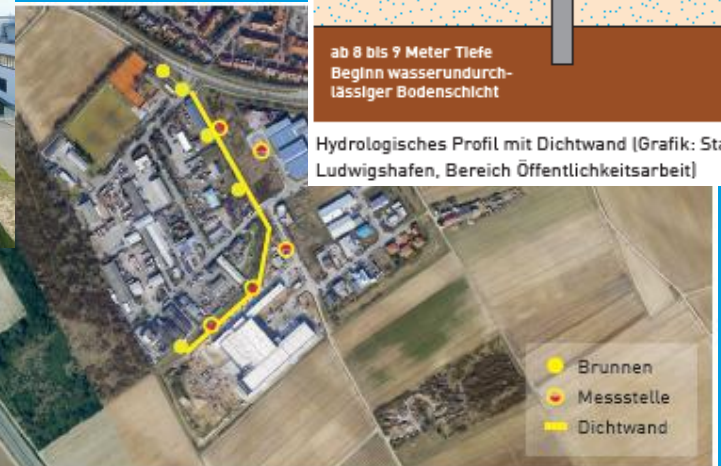 ab 8 bis 9 Meter Tiefe
Beginn wasserundurch-
lässiger Bodenschicht
Hydrologisches Profil mit Dichtwand (Grafik: Sta
Ludwigshafen, Bereich Öffentlichkeitsarbeit)
Brunnen
Messstelle
Dichtwand